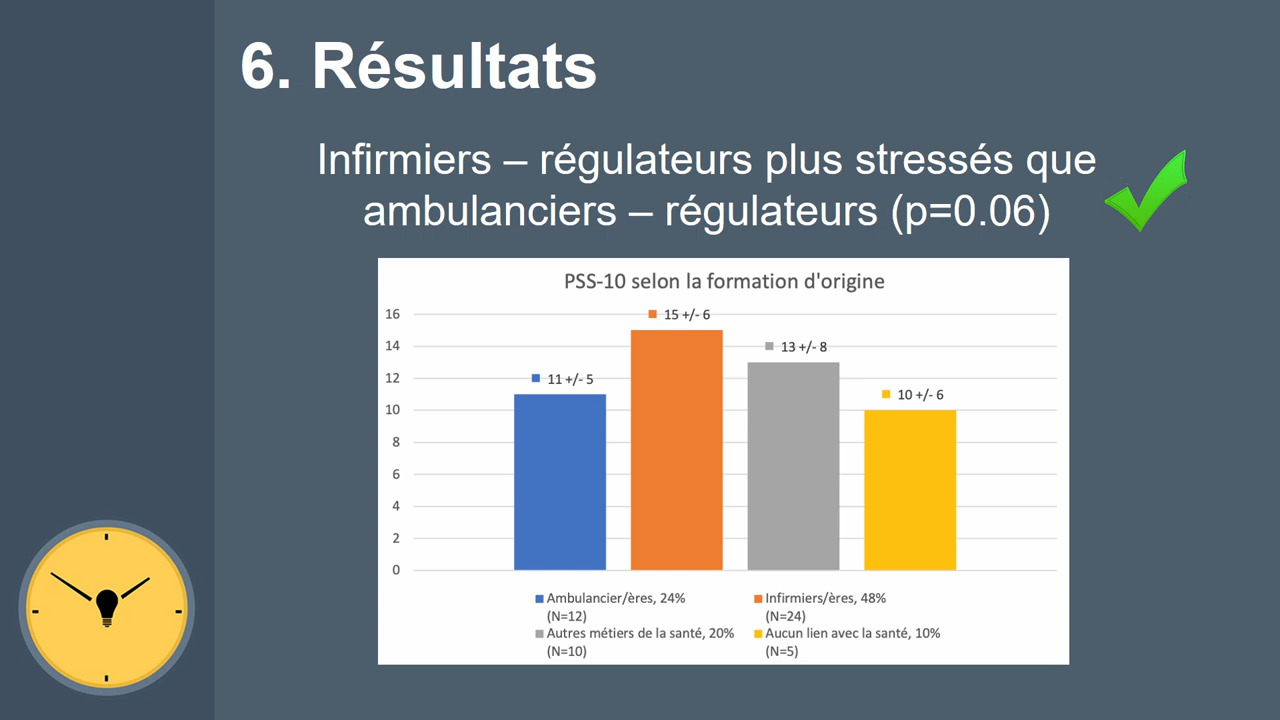 6. Résultats
Infirmiers – régulateurs plus stressés que
ambulanciers – régulateurs (p=0.06)
PSS-10 selon la formation d'origine
16
14
12
10
8
6
4
2
0
11 +/- 5
15 +/- 6
13 +/- 8
10 +/- 6
Ambulancier/ères, 24%
(N=12)
Infirmiers/ères, 48%
(N=24)
Autres métiers de la santé, 20%
(N=10)
Aucun lien avec la santé, 10%
(N=5)